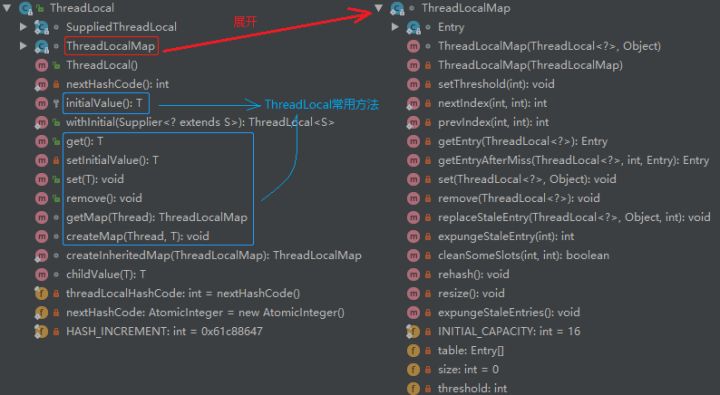 ThreadLocal
SuppliedThreadLocal
ThreadLocalMap
ThreadLocal()
nextHashCode(): int
initialValue(): T
withInitial(Supplier<? extends S>): ThreadLocal<S>
get(): T
setInitialValue(): T
set(T): void
remove(): void
getMap(Thread): ThreadLocalMap
createMap(Thread, T): void
createInheritedMap(ThreadLocalMap): ThreadLocalMap
childValue(T): T
threadLocalHashCode: int = nextHashCode()
nextHashCode: AtomicInteger = new AtomicInteger()
HASH_INCREMENT: int = 0x61c88647
展开
ThreadLocal常用方法
ThreadLocalMap
Entry
ThreadLocalMap(ThreadLocal<?>, Object)
ThreadLocalMap(ThreadLocalMap)
setThreshold(int): void
nextIndex(int, int): int
prevIndex(int, int): int
getEntry(ThreadLocal<?>): Entry
getEntryAfterMiss(ThreadLocal<?>, int, Entry): Entry
set(ThreadLocal<?>, Object): void
remove(ThreadLocal<?>): void
replaceStaleEntry(ThreadLocal<?>, Object, int): void
expungeStaleEntry(int): int
cleanSomeSlots(int, int): boolean
rehash(): void
resize(): void
expungeStaleEntries(): void
INITIAL_CAPACITY: int = 16
table: Entry[]
size: int = 0
threshold: int